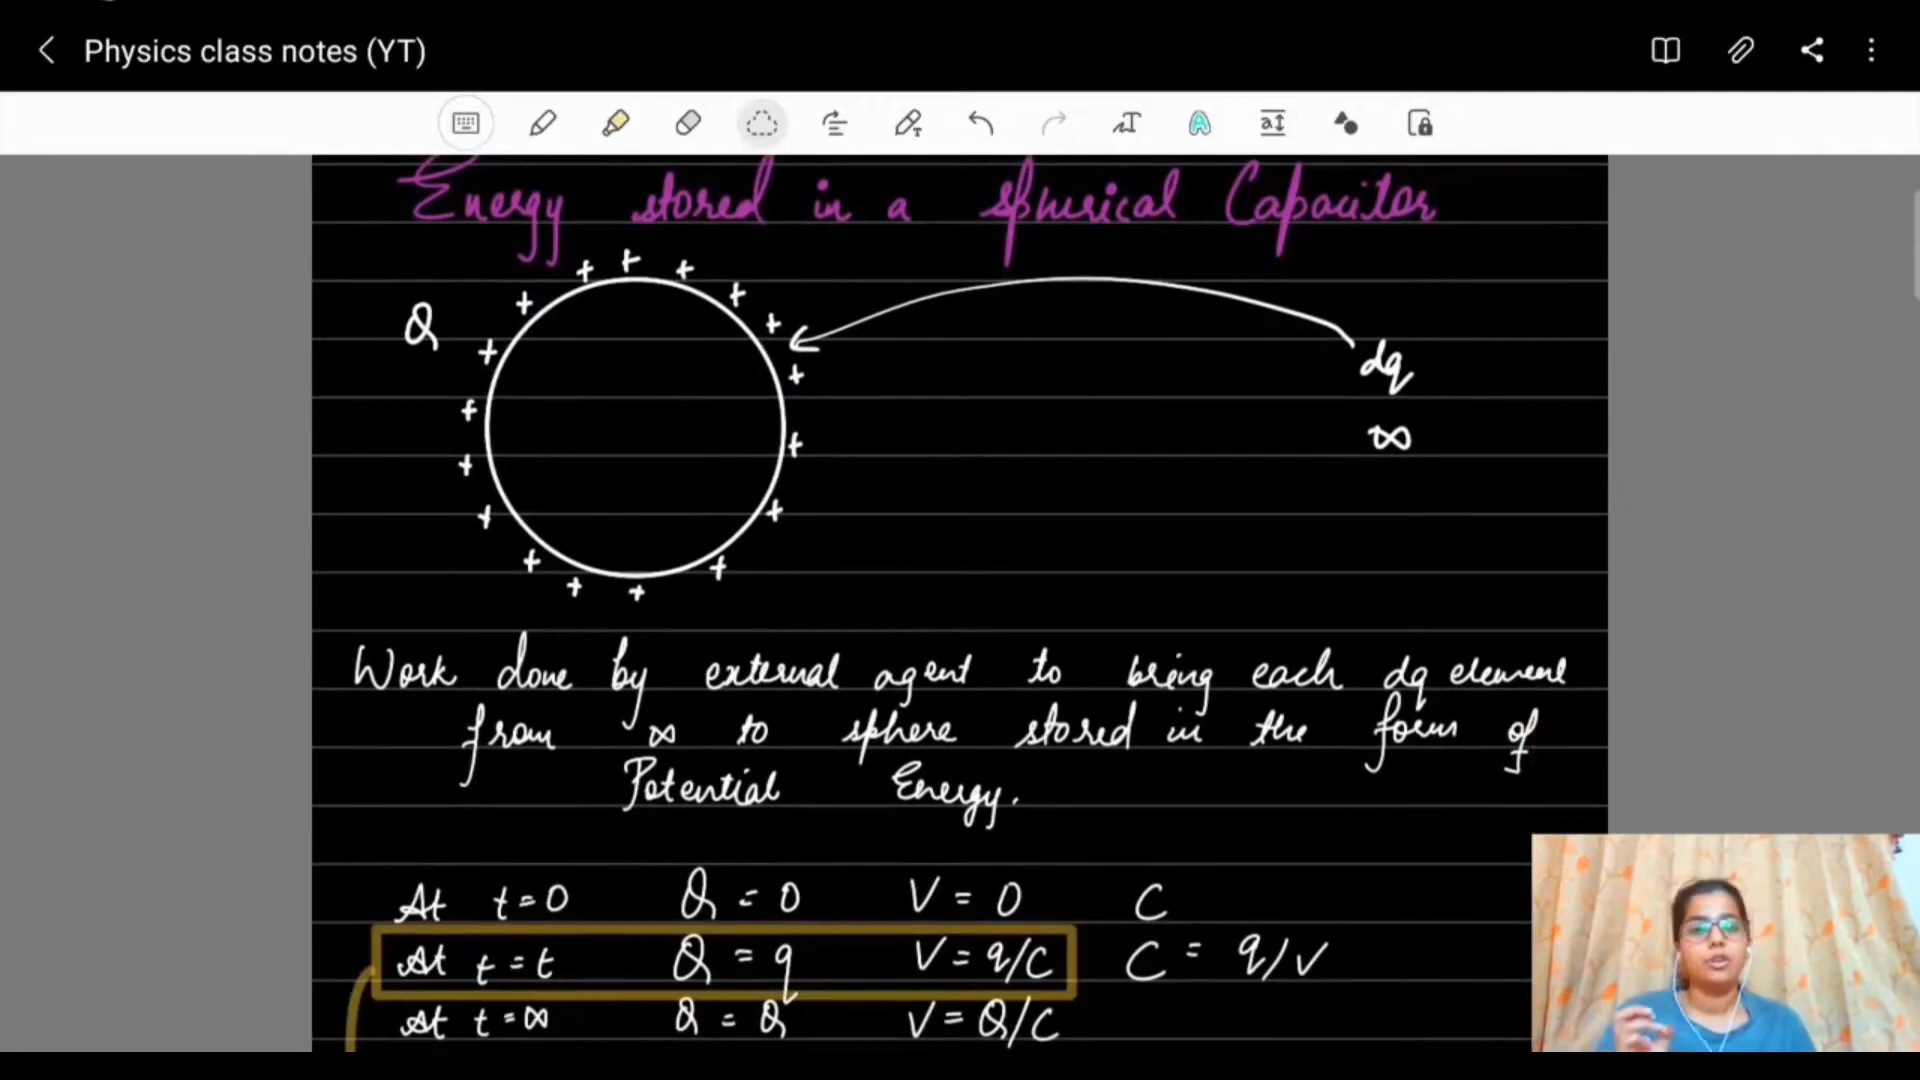 Physics class notes (YT)
Energy stored in a Spherical Capacitor
Q
dq
∞
Work done by external agent to bring each dq element
from ∞ to sphere stored in the form of
Potential Energy.
At t=0 Q = 0 V = 0 C
At t=t Q = q V = q/C C = q/V
At t=∞ Q = Q V = Q/C